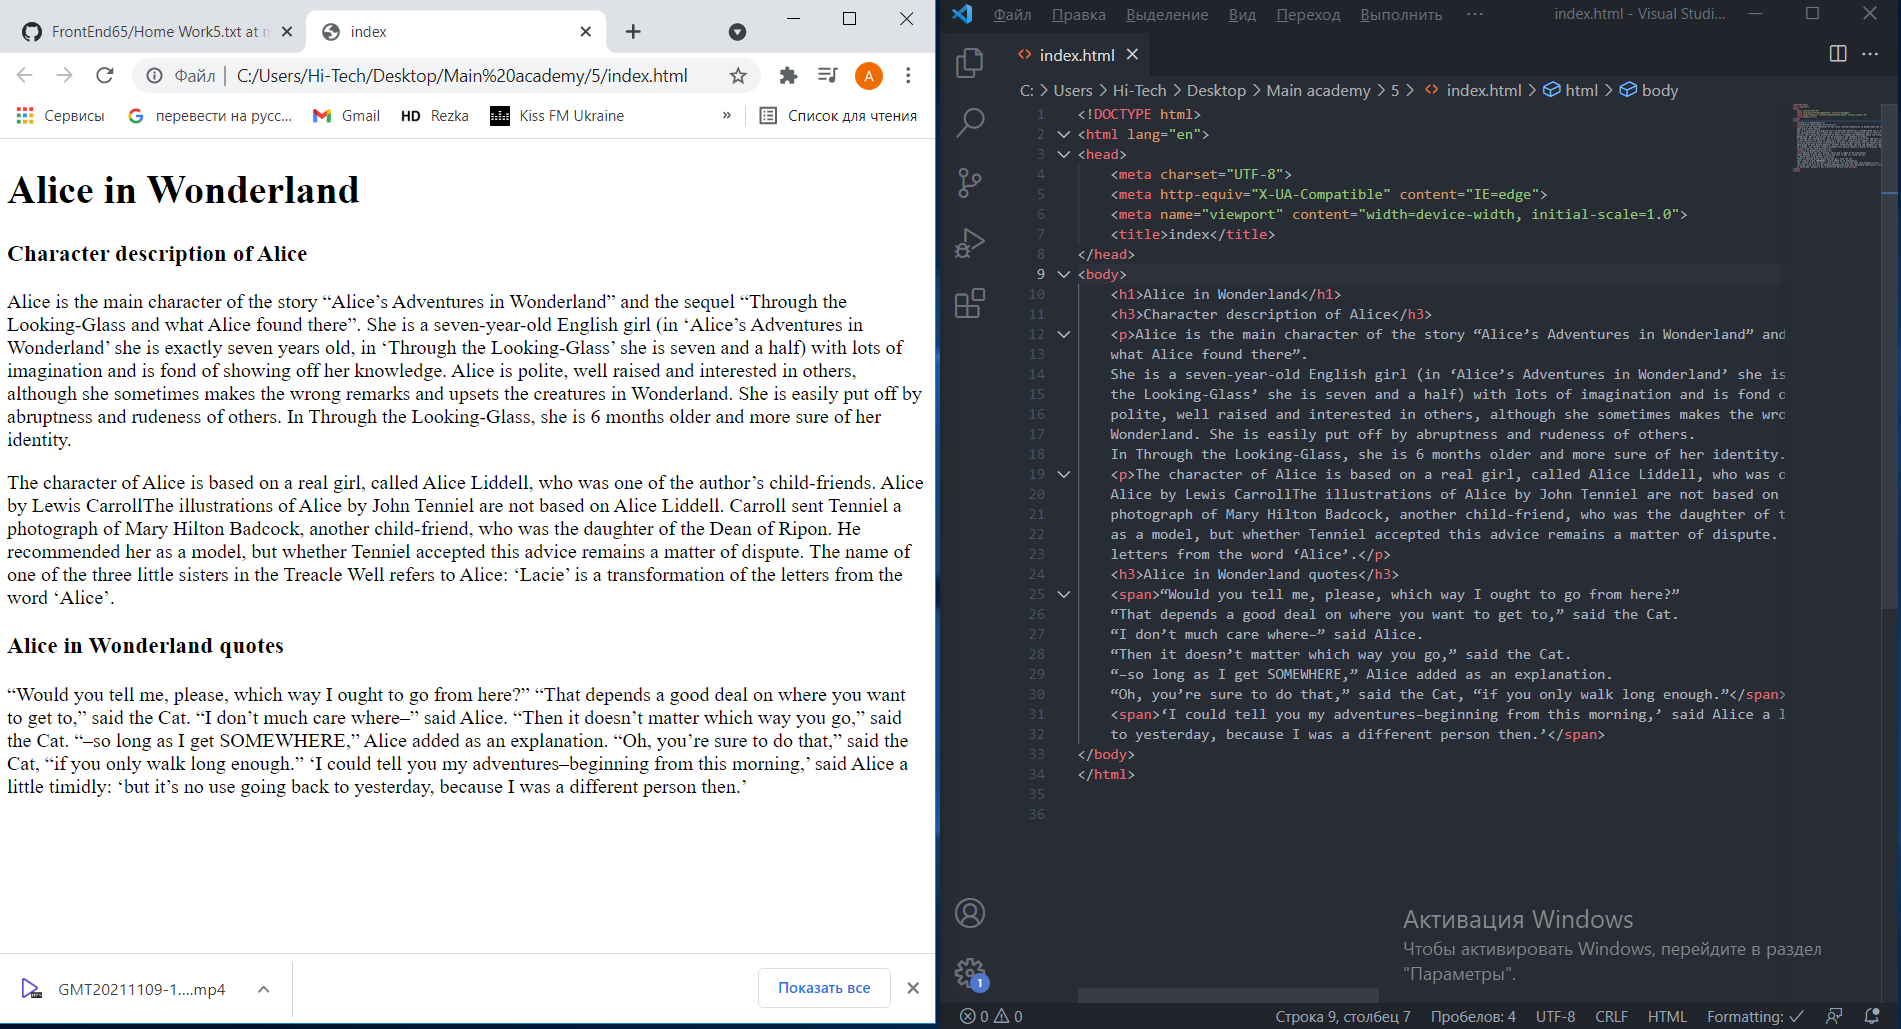 FrontEnd65/Home Work5.txt at m
index
Файл
C:/Users/Hi-Tech/Desktop/Main%20academy/5/index.html
A
Сервисы
перевести на русс...
Gmail
HD Rezka
Kiss FM Ukraine
»
Список для чтения
Alice in Wonderland
Character description of Alice
Alice is the main character of the story “Alice’s Adventures in Wonderland” and the sequel “Through the
Looking-Glass and what Alice found there”. She is a seven-year-old English girl (in ‘Alice’s Adventures in
Wonderland’ she is exactly seven years old, in ‘Through the Looking-Glass’ she is seven and a half) with lots of
imagination and is fond of showing off her knowledge. Alice is polite, well raised and interested in others,
although she sometimes makes the wrong remarks and upsets the creatures in Wonderland. She is easily put off by
abruptness and rudeness of others. In Through the Looking-Glass, she is 6 months older and more sure of her
identity.
The character of Alice is based on a real girl, called Alice Liddell, who was one of the author’s child-friends. Alice
by Lewis CarrollThe illustrations of Alice by John Tenniel are not based on Alice Liddell. Carroll sent Tenniel a
photograph of Mary Hilton Badcock, another child-friend, who was the daughter of the Dean of Ripon. He
recommended her as a model, but whether Tenniel accepted this advice remains a matter of dispute. The name of
one of the three little sisters in the Treacle Well refers to Alice: ‘Lacie’ is a transformation of the letters from the
word ‘Alice’.
Alice in Wonderland quotes
“Would you tell me, please, which way I ought to go from here?” “That depends a good deal on where you want
to get to,” said the Cat. “I don’t much care where–” said Alice. “Then it doesn’t matter which way you go,” said
the Cat. “–so long as I get SOMEWHERE,” Alice added as an explanation. “Oh, you’re sure to do that,” said the
Cat, “if you only walk long enough.” ‘I could tell you my adventures–beginning from this morning,’ said Alice a
little timidly: ‘but it’s no use going back to yesterday, because I was a different person then.’
GMT20211109-1....mp4
Показать все
Файл Правка Выделение Вид Переход Выполнить ···
index.html - Visual Studi...
index.html
C: > Users > Hi-Tech > Desktop > Main academy > 5 > index.html > html > body
1 <!DOCTYPE html>
2 <html lang="en">
3 <head>
4 <meta charset="UTF-8">
5 <meta http-equiv="X-UA-Compatible" content="IE=edge">
6 <meta name="viewport" content="width=device-width, initial-scale=1.0">
7 <title>index</title>
8 </head>
9 <body>
10 <h1>Alice in Wonderland</h1>
11 <h3>Character description of Alice</h3>
12 <p>Alice is the main character of the story “Alice’s Adventures in Wonderland” and
13 what Alice found there”.
14 She is a seven-year-old English girl (in ‘Alice’s Adventures in Wonderland’ she is
15 the Looking-Glass’ she is seven and a half) with lots of imagination and is fond o
16 polite, well raised and interested in others, although she sometimes makes the wro
17 Wonderland. She is easily put off by abruptness and rudeness of others.
18 In Through the Looking-Glass, she is 6 months older and more sure of her identity.
19 <p>The character of Alice is based on a real girl, called Alice Liddell, who was o
20 Alice by Lewis CarrollThe illustrations of Alice by John Tenniel are not based on
21 photograph of Mary Hilton Badcock, another child-friend, who was the daughter of t
22 as a model, but whether Tenniel accepted this advice remains a matter of dispute.
23 letters from the word ‘Alice’.</p>
24 <h3>Alice in Wonderland quotes</h3>
25 <span>“Would you tell me, please, which way I ought to go from here?”
26 “That depends a good deal on where you want to get to,” said the Cat.
27 “I don’t much care where–” said Alice.
28 “Then it doesn’t matter which way you go,” said the Cat.
29 “–so long as I get SOMEWHERE,” Alice added as an explanation.
30 “Oh, you’re sure to do that,” said the Cat, “if you only walk long enough.”</span>
31 <span>‘I could tell you my adventures–beginning from this morning,’ said Alice a l
32 to yesterday, because I was a different person then.’</span>
33 </body>
34 </html>
35
36
Активация Windows
Чтобы активировать Windows, перейдите в раздел
"Параметры".
1
0 0
Строка 9, столбец 7
Пробелов: 4
UTF-8
CRLF
HTML
Formatting: ✓